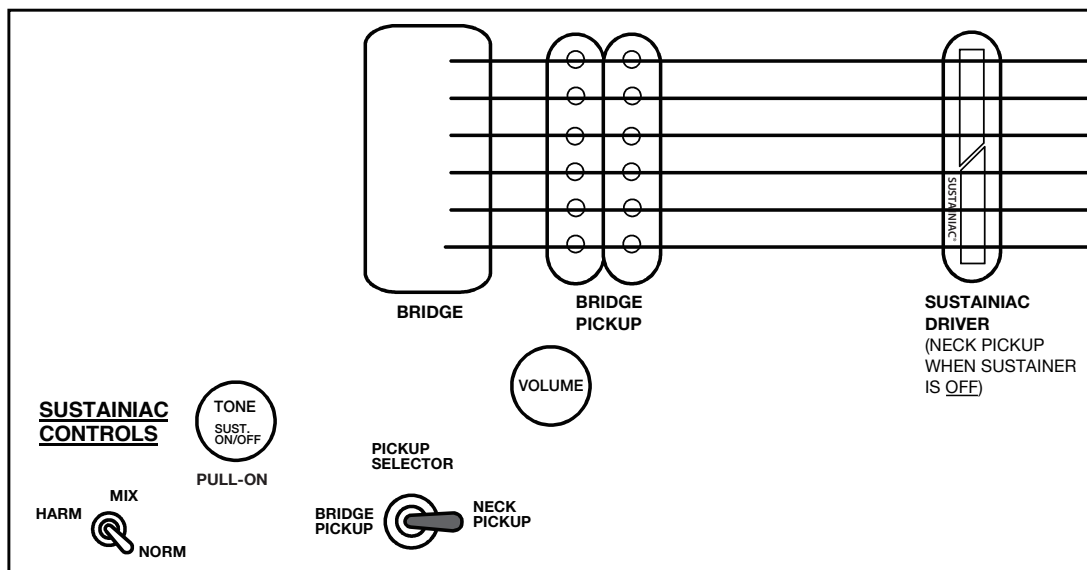 BRIDGE
BRIDGE
PICKUP
SUSTAINIAC®
SUSTAINIAC
DRIVER
(NECK PICKUP
WHEN SUSTAINER
IS OFF)
VOLUME
SUSTAINIAC
CONTROLS
TONE
SUST.
ON/OFF
PULL-ON
PICKUP
SELECTOR
BRIDGE
PICKUP
NECK
PICKUP
MIX
HARM
NORM